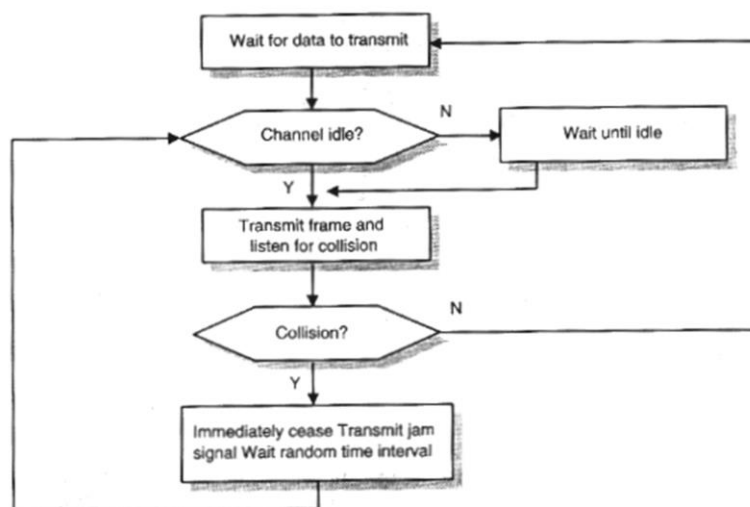 Wait for data to transmit
Channel idle?
N
Wait until idle
Y
Transmit frame and
listen for collision
Collision?
N
Y
Immediately cease Transmit jam
signal Wait random time interval